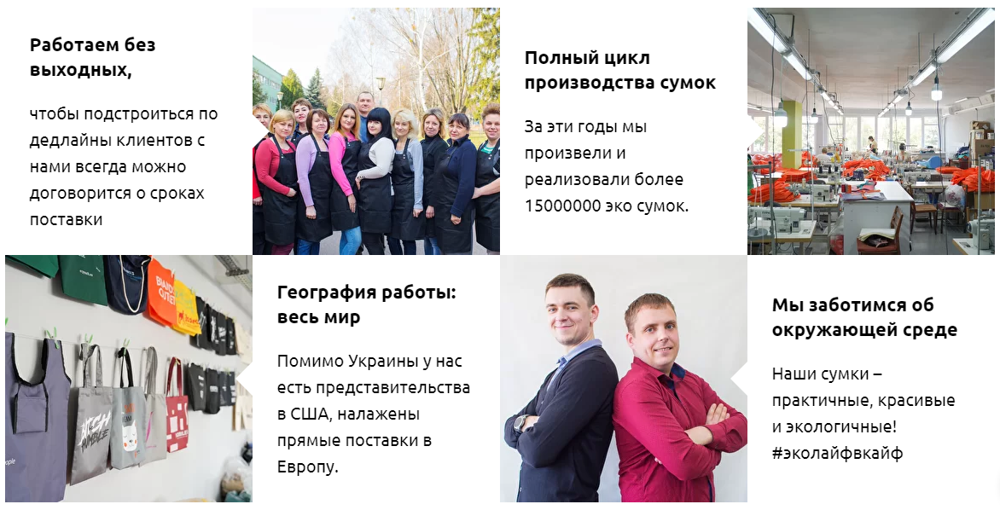 Работаем без
выходных,
чтобы подстроиться по
дедлайны клиентов с
нами всегда можно
договорится о сроках
поставки
Полный цикл
производства сумок
За эти годы мы
произвели и
реализовали более
15000000 эко сумок.
География работы:
весь мир
Помимо Украины у нас
есть представительства
в США, налажены
прямые поставки в
Европу.
Мы заботимся об
окружающей среде
Наши сумки –
практичные, красивые
и экологичные!
#эколайфвкайф